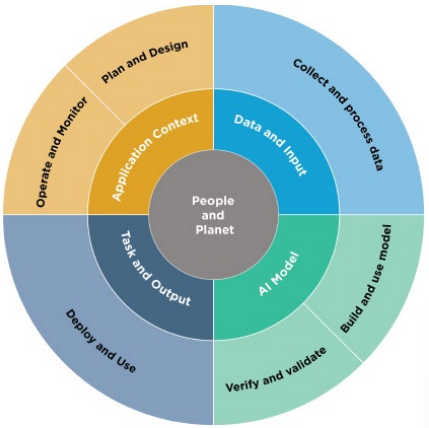 Plan and Design
Operate and Monitor
Collect and process data
Application Context
Data and Input
People
and
Planet
Task and Output
AI Model
Build and use model
Deploy and Use
Verify and validate